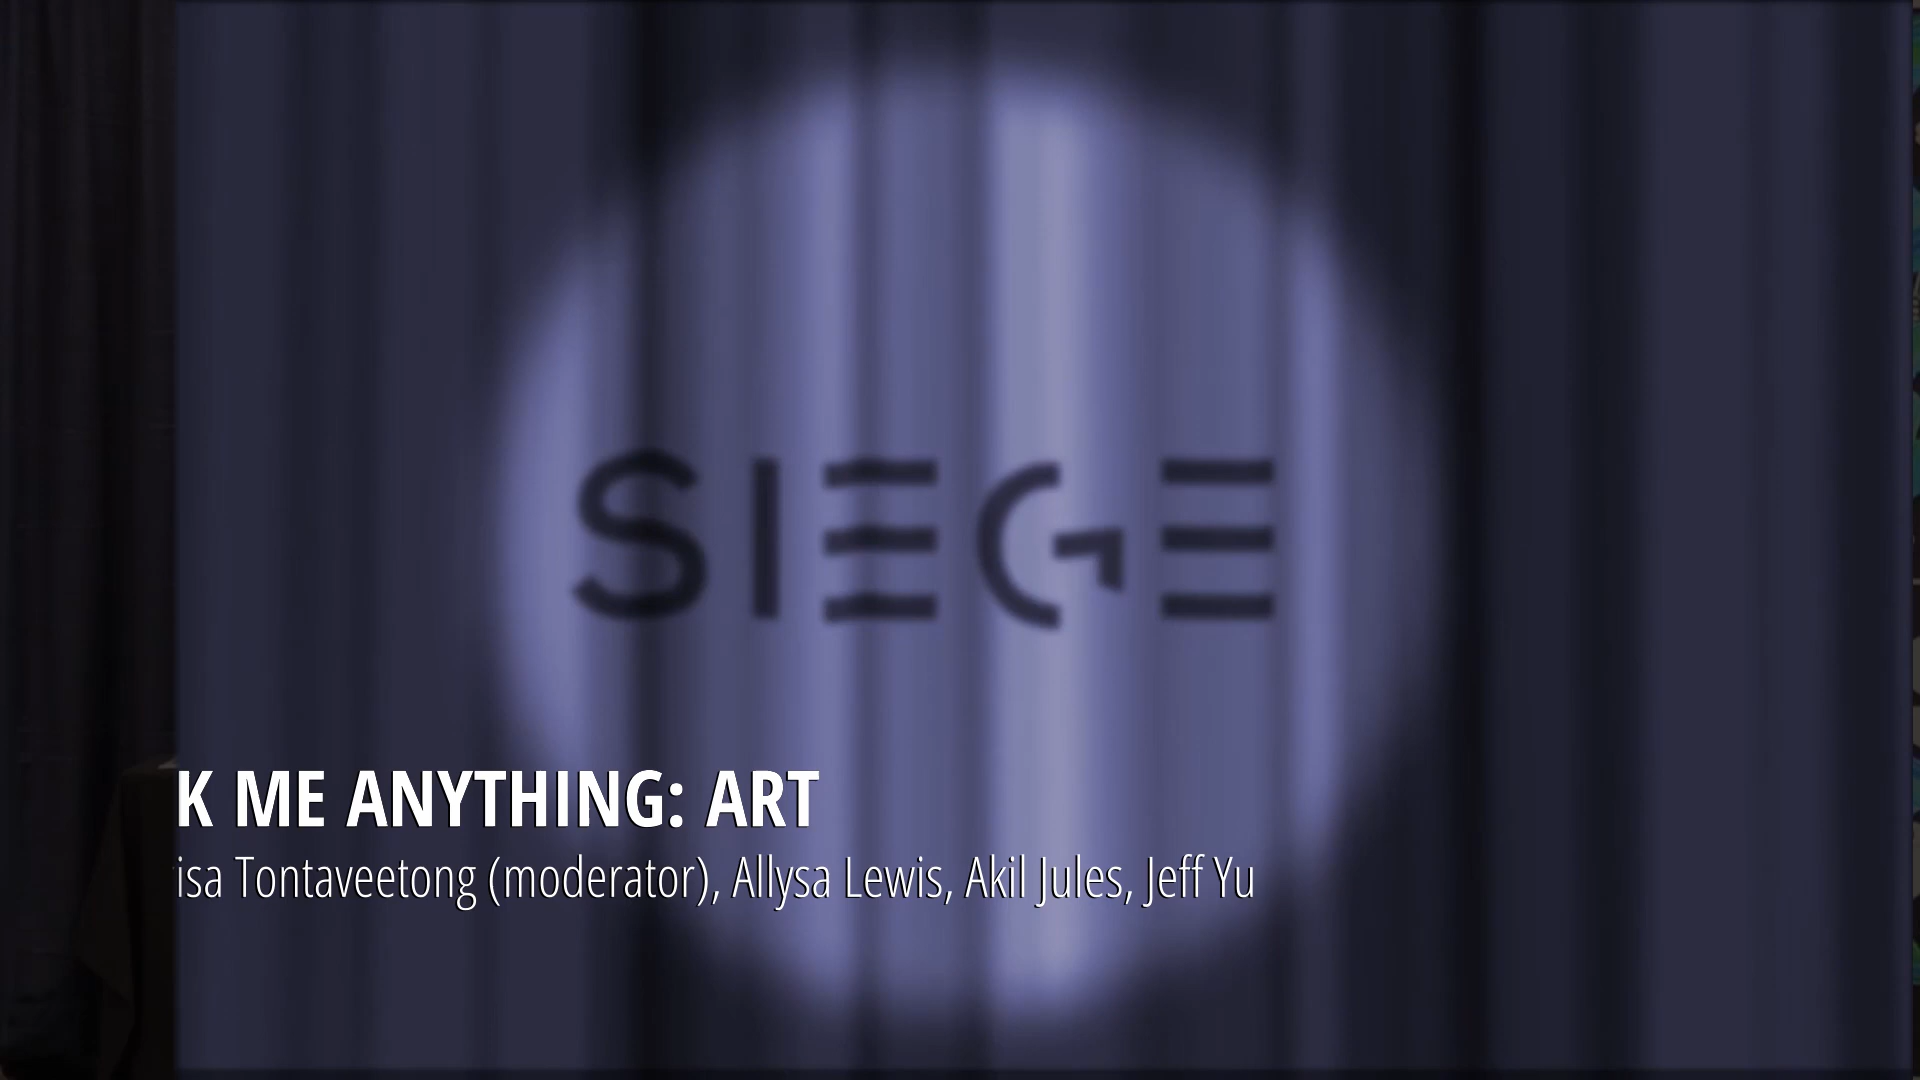 SIEGE
K ME ANYTHING: ART
isa Tontaveetong (moderator), Allysa Lewis, Akil Jules, Jeff Yu